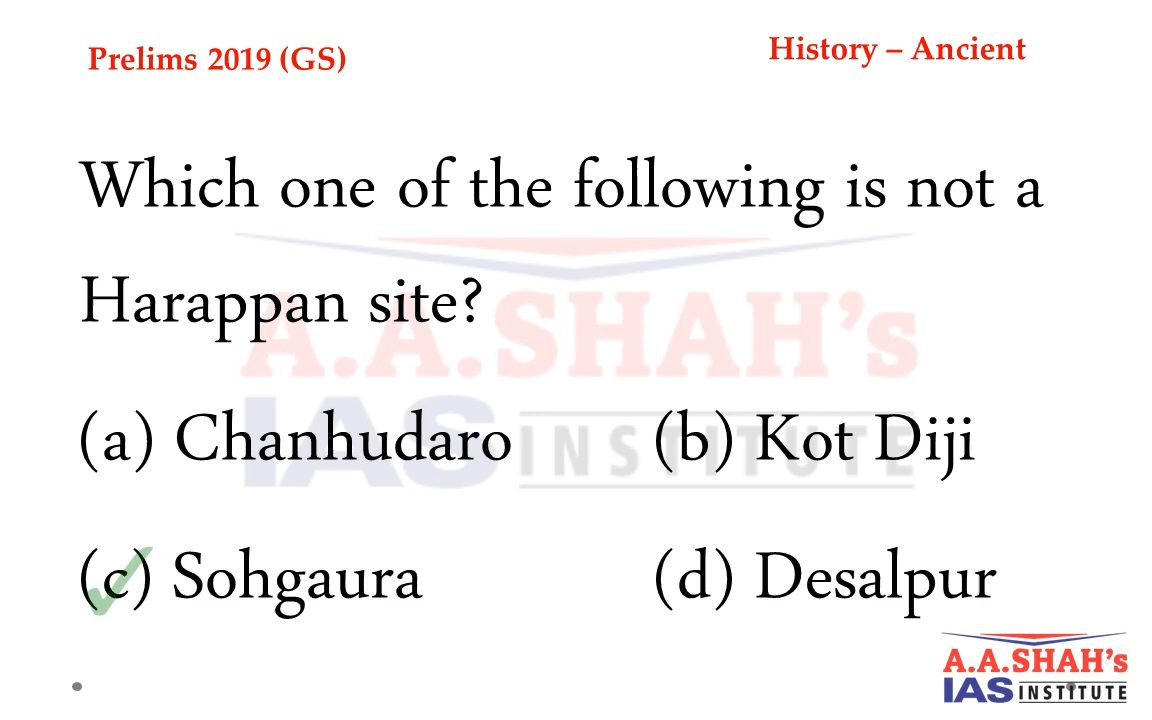 Prelims 2019 (GS) History – Ancient
Which one of the following is not a
Harappan site?
(a) Chanhudaro (b) Kot Diji
(c) Sohgaura (d) Desalpur
A.A.SHAH's
IAS INSTITUTE
A.A.SHAH's
IAS INSTITUTE